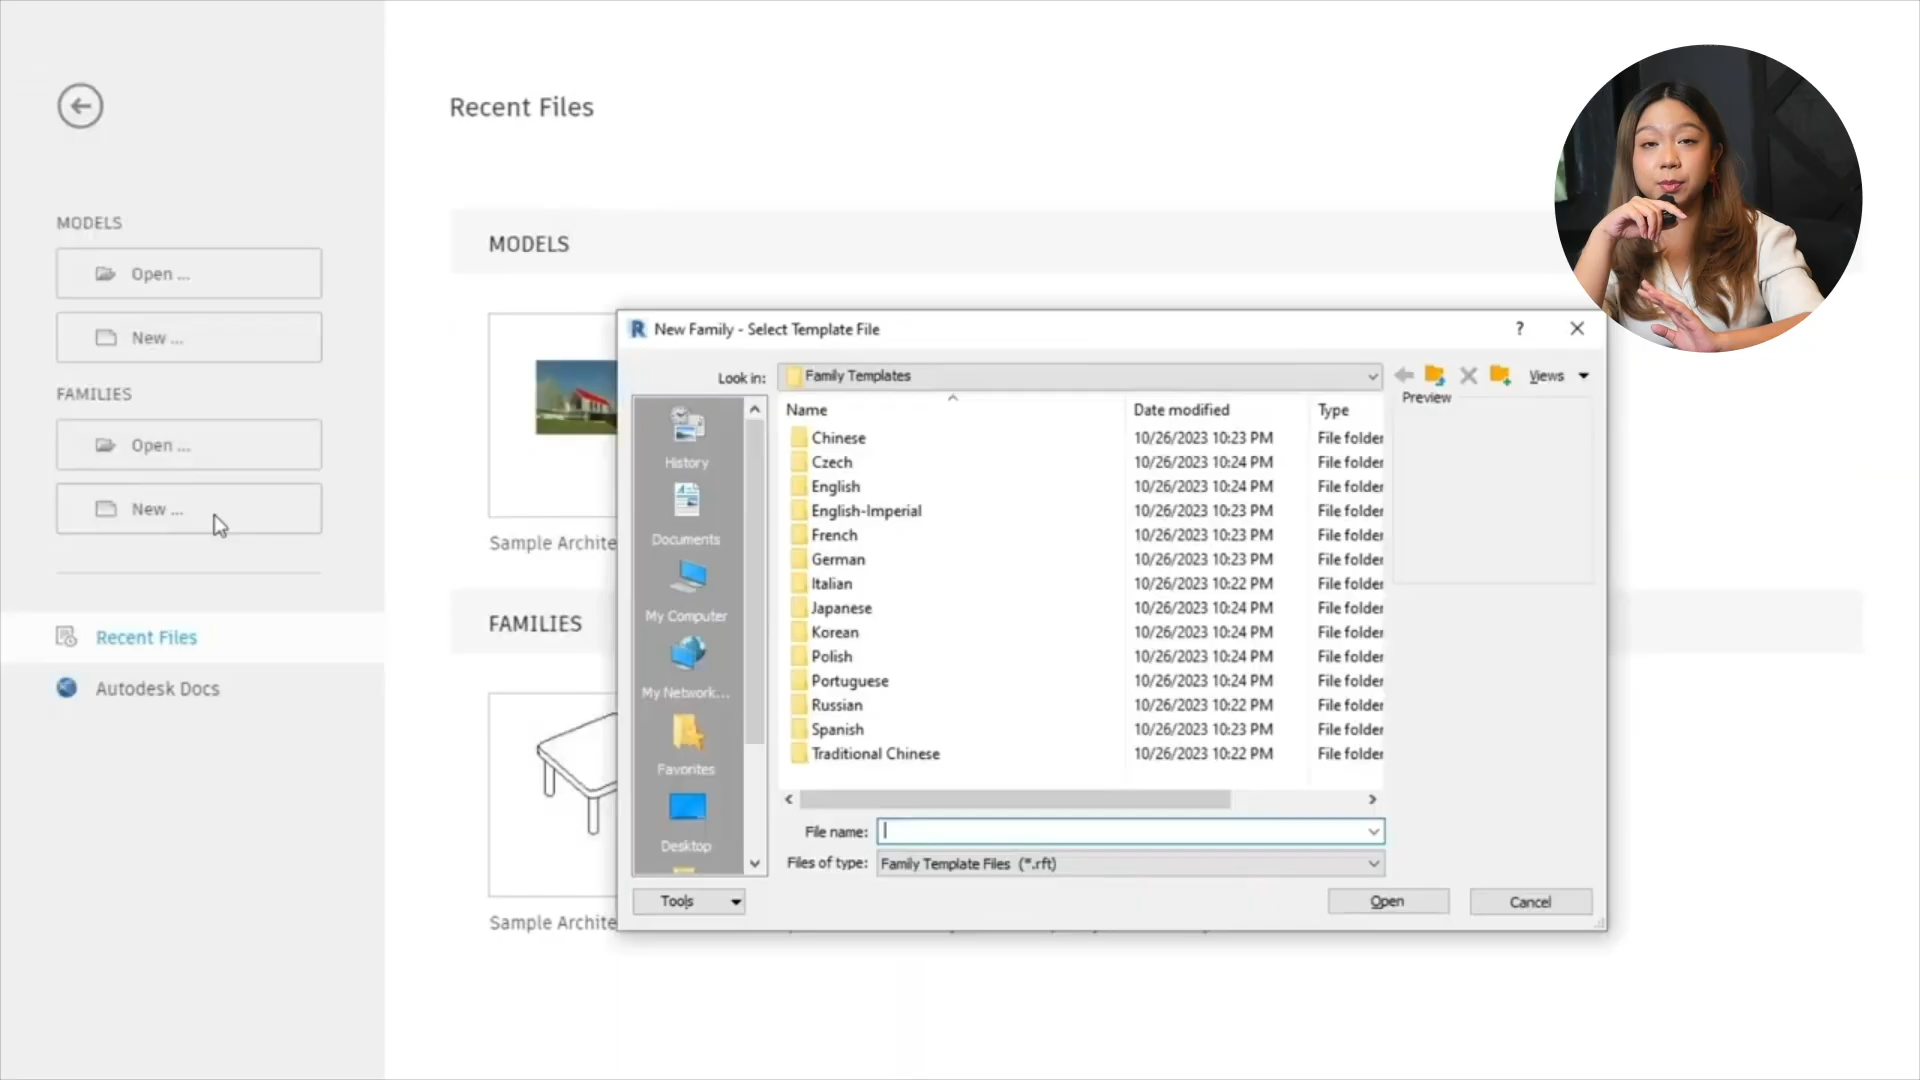 Recent Files
MODELS
Open ...
New ...
FAMILIES
Open ...
New ...
Recent Files
Autodesk Docs
MODELS
Sample Archite
FAMILIES
Sample Archite
R New Family - Select Template File ?
Look in: Family Templates Views
Preview
History
Documents
My Computer
My Network...
Favorites
Desktop
Name Date modified Type
Chinese 10/26/2023 10:23 PM File folder
Czech 10/26/2023 10:24 PM File folder
English 10/26/2023 10:24 PM File folder
English-Imperial 10/26/2023 10:23 PM File folder
French 10/26/2023 10:23 PM File folder
German 10/26/2023 10:23 PM File folder
Italian 10/26/2023 10:22 PM File folder
Japanese 10/26/2023 10:24 PM File folder
Korean 10/26/2023 10:24 PM File folder
Polish 10/26/2023 10:24 PM File folder
Portuguese 10/26/2023 10:24 PM File folder
Russian 10/26/2023 10:22 PM File folder
Spanish 10/26/2023 10:23 PM File folder
Traditional Chinese 10/26/2023 10:22 PM File folder
File name:
Files of type: Family Template Files (*.rft)
Tools Open Cancel